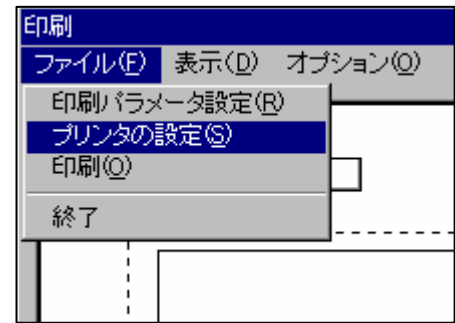 印刷
ファイル(F) 表示(D) オプション(O)
印刷パラメータ設定(R)
プリンタの設定(S)
印刷(O)
終了